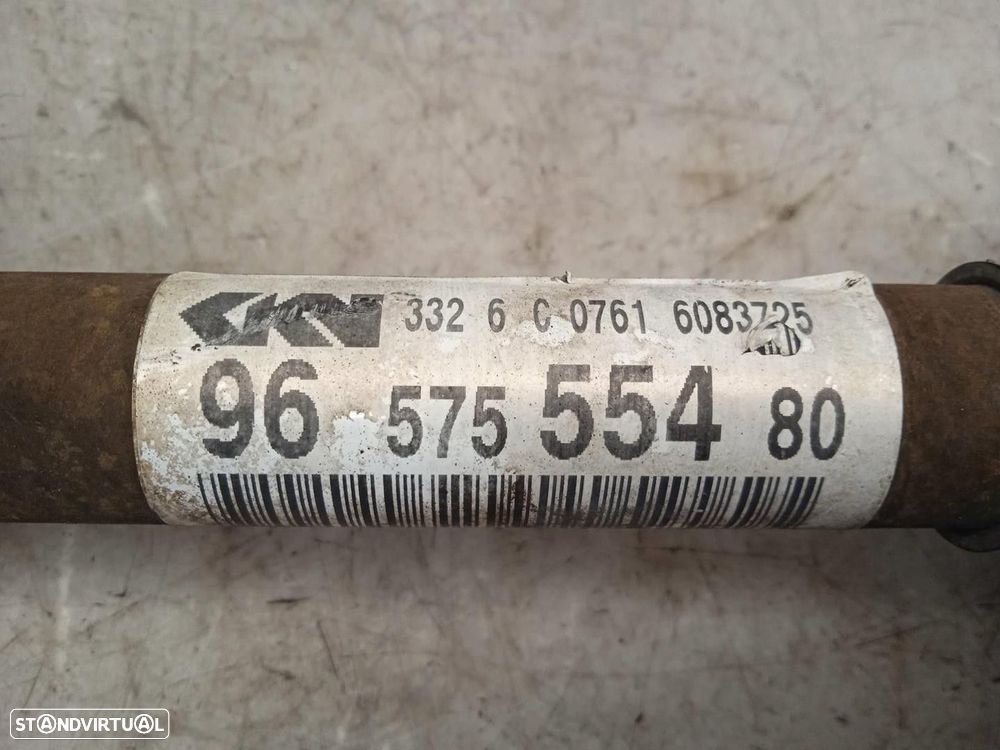 GKN 332 6 C 0761 6083725
96 575 554 80
STANDVIRTUAL